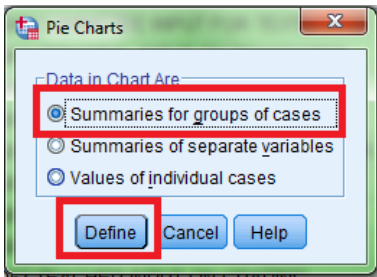 Pie Charts
Data in Chart Are
Summaries for groups of cases
Summaries of separate variables
Values of individual cases
Define Cancel Help